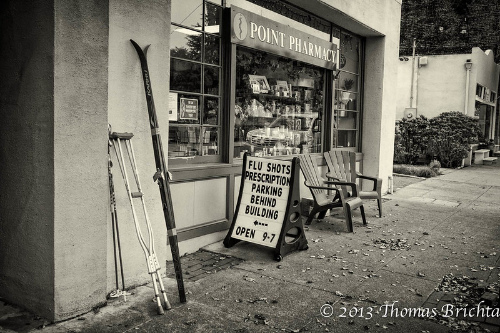 POINT PHARMACY
FLU SHOTS
PRESCRIPTION
PARKING
BEHIND
BUILDING
OPEN 9-7
© 2013 Thomas Brichta